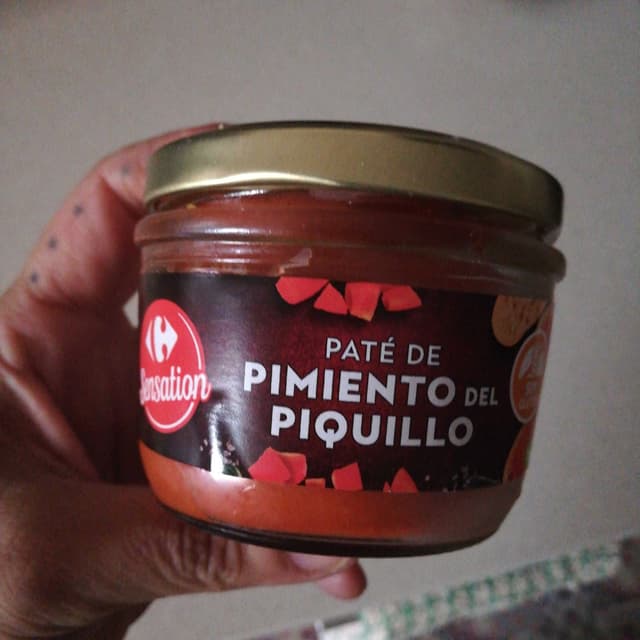 Sensation
PATÉ DE
PIMIENTO DEL
PIQUILLO